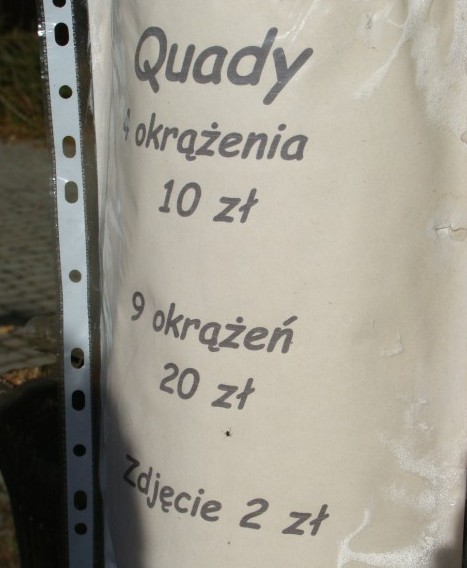 Quady
4 okrążenia
10 zł
9 okrążeń
20 zł
Zdjęcie 2 zł